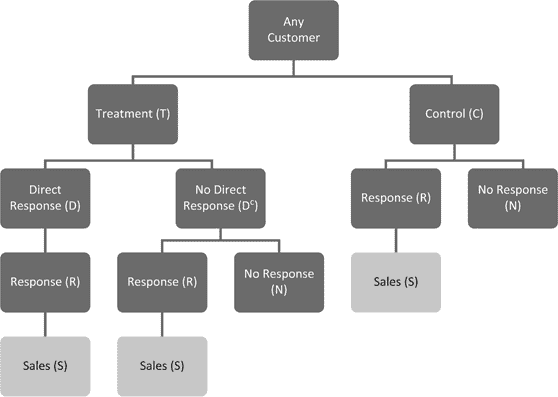 Any
Customer
Treatment (T)
Control (C)
Direct
Response (D)
No Direct
Response (Dᶜ)
Response (R)
No Response
(N)
Response (R)
Response (R)
No Response
(N)
Sales (S)
Sales (S)
Sales (S)